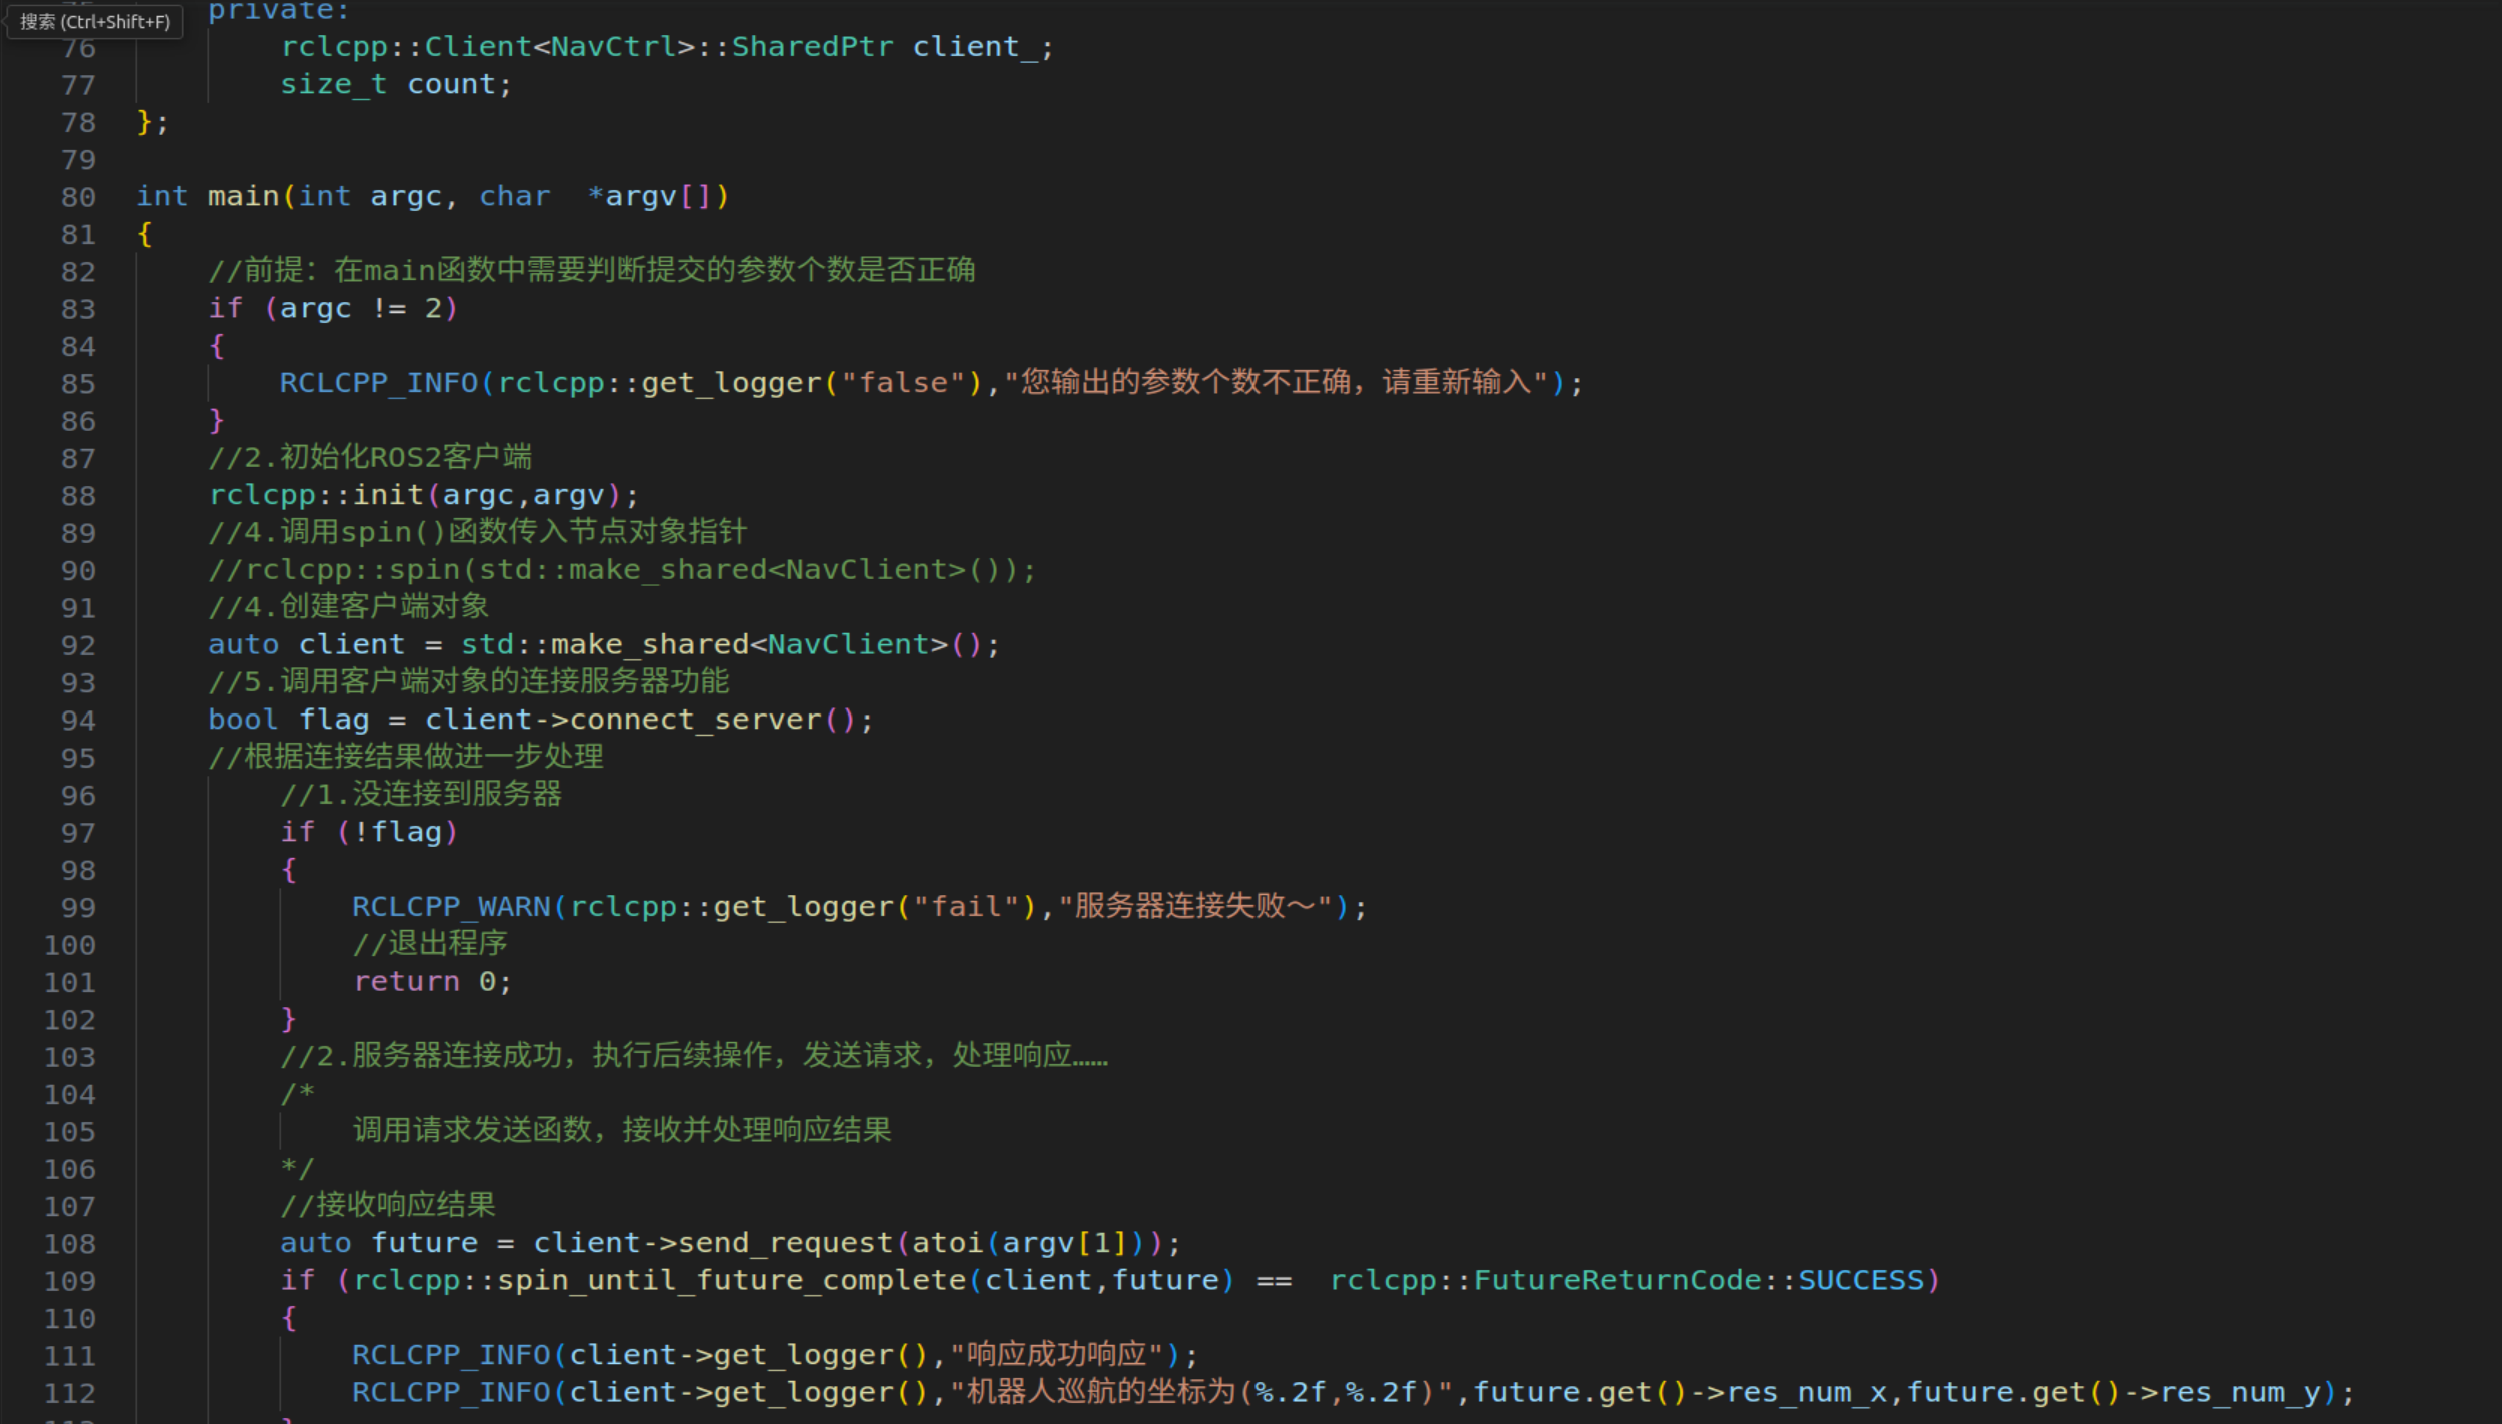 private:
搜索 (Ctrl+Shift+F)
76 rclcpp::Client<NavCtrl>::SharedPtr client_;
77 size_t count;
78 };
79
80 int main(int argc, char  *argv[])
81 {
82 //前提：在main函数中需要判断提交的参数个数是否正确
83 if (argc != 2)
84 {
85 RCLCPP_INFO(rclcpp::get_logger("false"),"您输出的参数个数不正确，请重新输入");
86 }
87 //2.初始化ROS2客户端
88 rclcpp::init(argc,argv);
89 //4.调用spin()函数传入节点对象指针
90 //rclcpp::spin(std::make_shared<NavClient>());
91 //4.创建客户端对象
92 auto client = std::make_shared<NavClient>();
93 //5.调用客户端对象的连接服务器功能
94 bool flag = client->connect_server();
95 //根据连接结果做进一步处理
96 //1.没连接到服务器
97 if (!flag)
98 {
99 RCLCPP_WARN(rclcpp::get_logger("fail"),"服务器连接失败～");
100 //退出程序
101 return 0;
102 }
103 //2.服务器连接成功，执行后续操作，发送请求，处理响应……
104 /*
105 调用请求发送函数，接收并处理响应结果
106 */
107 //接收响应结果
108 auto future = client->send_request(atoi(argv[1]));
109 if (rclcpp::spin_until_future_complete(client,future) ==  rclcpp::FutureReturnCode::SUCCESS)
110 {
111 RCLCPP_INFO(client->get_logger(),"响应成功响应");
112 RCLCPP_INFO(client->get_logger(),"机器人巡航的坐标为(%.2f,%.2f)",future.get()->res_num_x,future.get()->res_num_y);